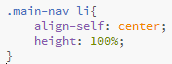 .main-nav li{
    align-self: center;
    height: 100%;
}